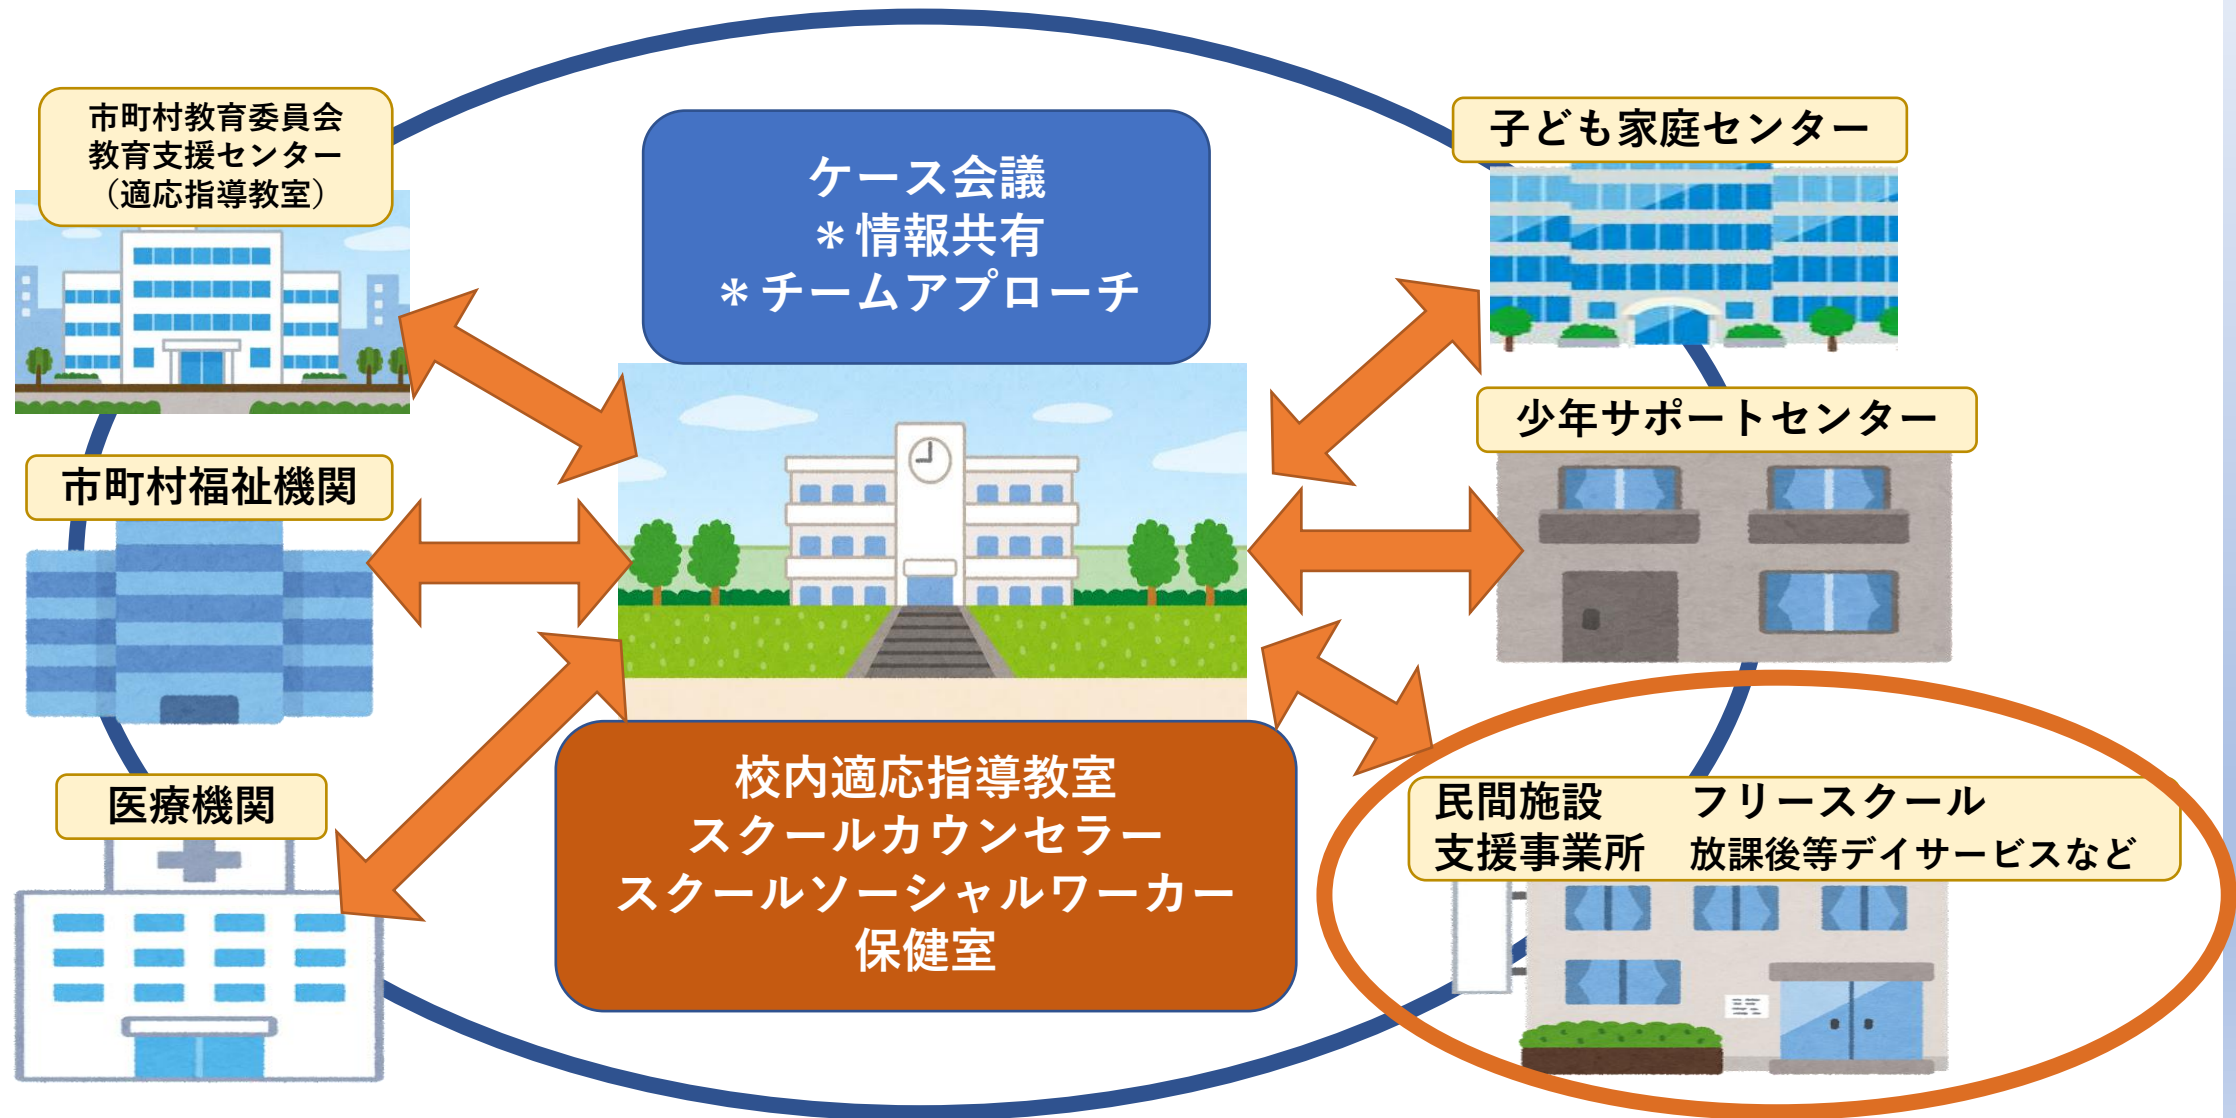 市町村教育委員会
教育支援センター
（適応指導教室）
ケース会議
＊情報共有
＊チームアプローチ
子ども家庭センター
少年サポートセンター
市町村福祉機関
医療機関
校内適応指導教室
スクールカウンセラー
スクールソーシャルワーカー
保健室
民間施設　　フリースクール
支援事業所　放課後等デイサービスなど